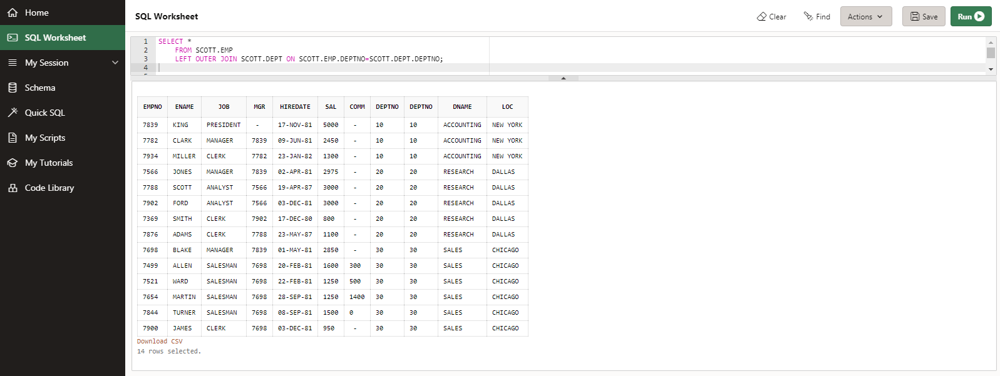 Home
SQL Worksheet
My Session
Schema
Quick SQL
My Scripts
My Tutorials
Code Library
SQL Worksheet
Clear
Find
Actions
Save
Run
1 SELECT *
2 FROM SCOTT.EMP
3 LEFT OUTER JOIN SCOTT.DEPT ON SCOTT.EMP.DEPTNO=SCOTT.DEPT.DEPTNO;
4
EMPNO ENAME JOB MGR HIREDATE SAL COMM DEPTNO DEPTNO DNAME LOC
7839 KING PRESIDENT - 17-NOV-81 5000 - 10 10 ACCOUNTING NEW YORK
7782 CLARK MANAGER 7839 09-JUN-81 2450 - 10 10 ACCOUNTING NEW YORK
7934 MILLER CLERK 7782 23-JAN-82 1300 - 10 10 ACCOUNTING NEW YORK
7566 JONES MANAGER 7839 02-APR-81 2975 - 20 20 RESEARCH DALLAS
7788 SCOTT ANALYST 7566 19-APR-87 3000 - 20 20 RESEARCH DALLAS
7902 FORD ANALYST 7566 03-DEC-81 3000 - 20 20 RESEARCH DALLAS
7369 SMITH CLERK 7902 17-DEC-80 800 - 20 20 RESEARCH DALLAS
7876 ADAMS CLERK 7788 23-MAY-87 1100 - 20 20 RESEARCH DALLAS
7698 BLAKE MANAGER 7839 01-MAY-81 2850 - 30 30 SALES CHICAGO
7499 ALLEN SALESMAN 7698 20-FEB-81 1600 300 30 30 SALES CHICAGO
7521 WARD SALESMAN 7698 22-FEB-81 1250 500 30 30 SALES CHICAGO
7654 MARTIN SALESMAN 7698 28-SEP-81 1250 1400 30 30 SALES CHICAGO
7844 TURNER SALESMAN 7698 08-SEP-81 1500 0 30 30 SALES CHICAGO
7900 JAMES CLERK 7698 03-DEC-81 950 - 30 30 SALES CHICAGO
Download CSV
14 rows selected.